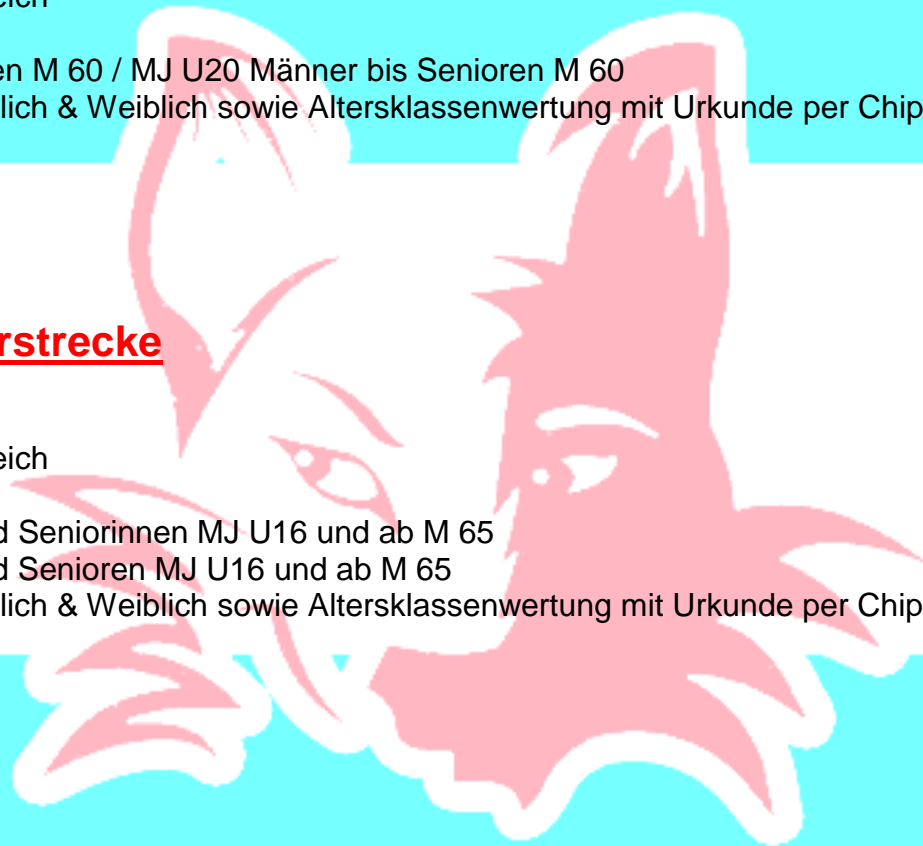 eich
en M 60 / MJ U20 Männer bis Senioren M 60
lich & Weiblich sowie Altersklassenwertung mit Urkunde per Chip
rstrecke
eich
d Seniorinnen MJ U16 und ab M 65
d Senioren MJ U16 und ab M 65
lich & Weiblich sowie Altersklassenwertung mit Urkunde per Chip